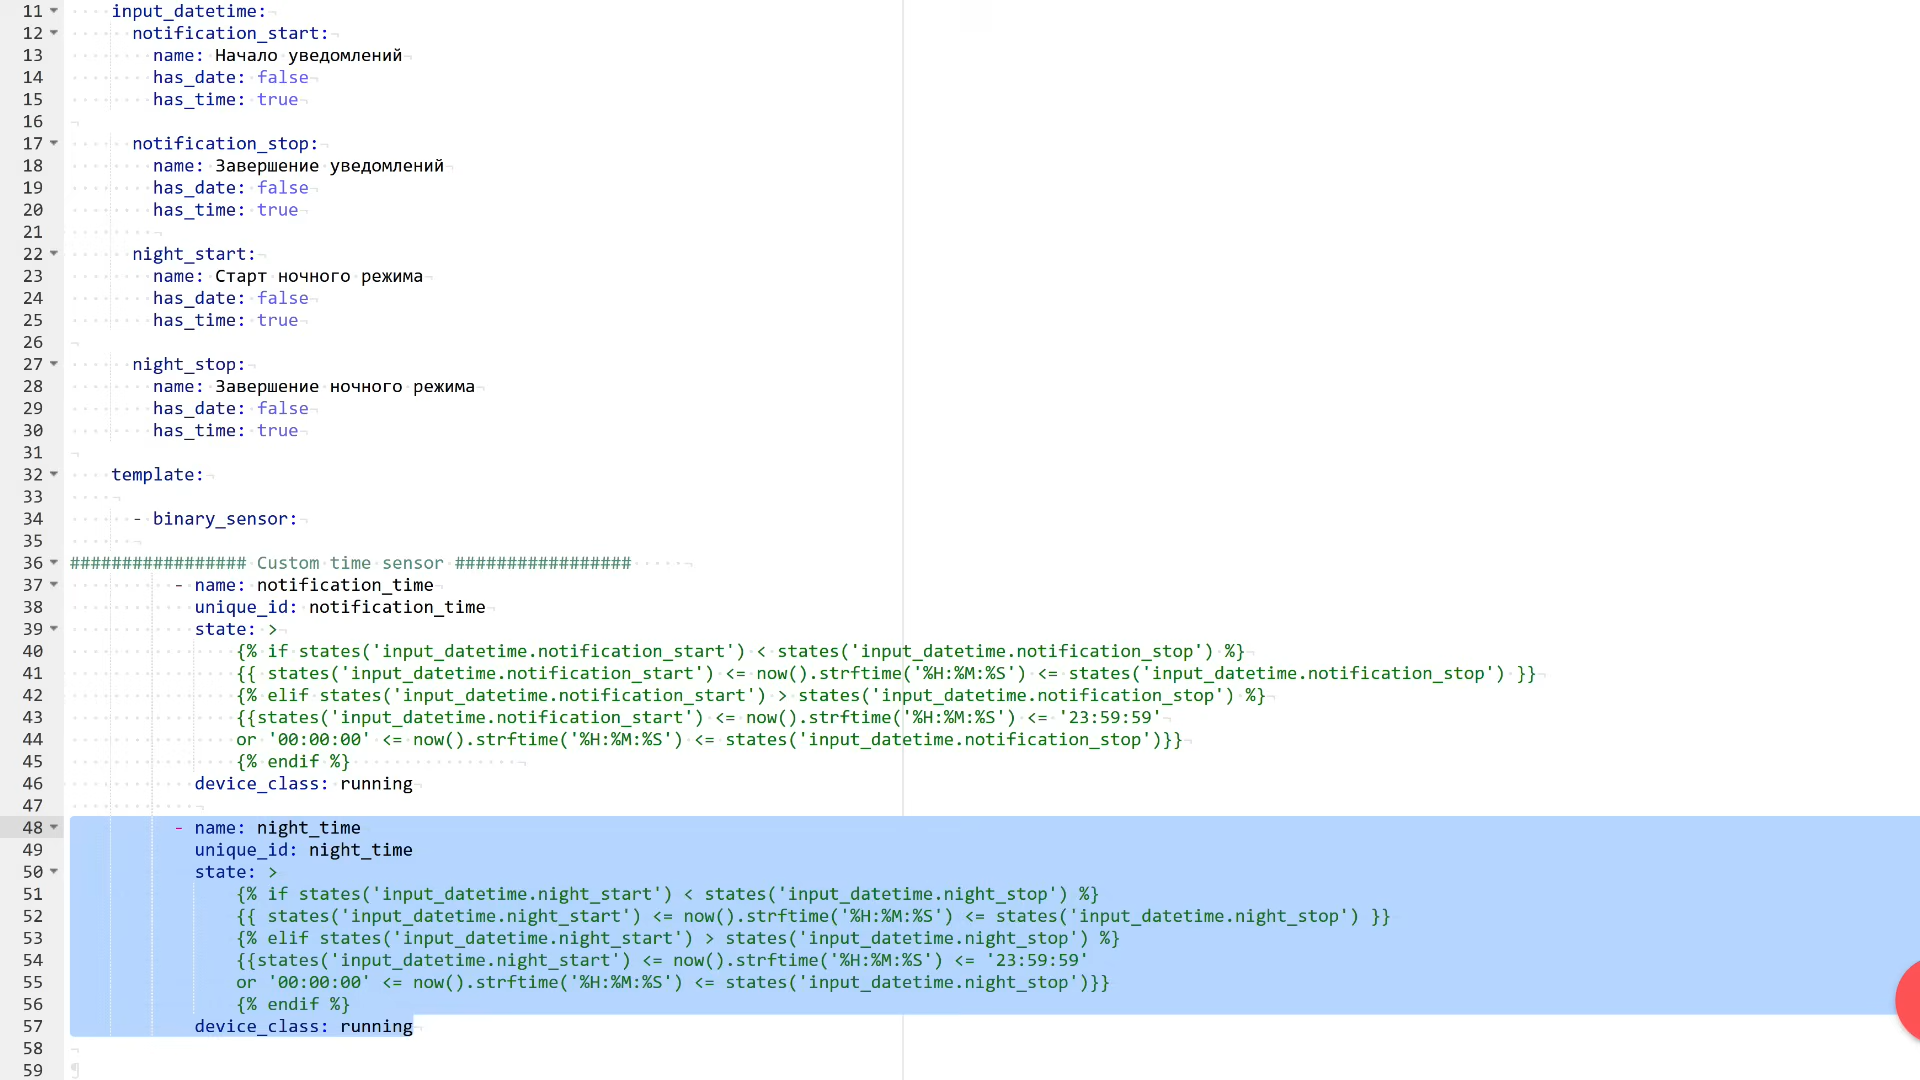 11 input_datetime:
12 notification_start:
13 name: Начало уведомлений
14 has_date: false
15 has_time: true
16
17 notification_stop:
18 name: Завершение уведомлений
19 has_date: false
20 has_time: true
21
22 night_start:
23 name: Старт ночного режима
24 has_date: false
25 has_time: true
26
27 night_stop:
28 name: Завершение ночного режима
29 has_date: false
30 has_time: true
31
32 template:
33
34 - binary_sensor:
35
36 ################# Custom time sensor #################
37 - name: notification_time
38 unique_id: notification_time
39 state: >
40 {% if states('input_datetime.notification_start') < states('input_datetime.notification_stop') %}
41 {{ states('input_datetime.notification_start') <= now().strftime('%H:%M:%S') <= states('input_datetime.notification_stop') }}
42 {% elif states('input_datetime.notification_start') > states('input_datetime.notification_stop') %}
43 {{states('input_datetime.notification_start') <= now().strftime('%H:%M:%S') <= '23:59:59'
44 or '00:00:00' <= now().strftime('%H:%M:%S') <= states('input_datetime.notification_stop')}}
45 {% endif %}
46 device_class: running
47
48 - name: night_time
49 unique_id: night_time
50 state: >
51 {% if states('input_datetime.night_start') < states('input_datetime.night_stop') %}
52 {{ states('input_datetime.night_start') <= now().strftime('%H:%M:%S') <= states('input_datetime.night_stop') }}
53 {% elif states('input_datetime.night_start') > states('input_datetime.night_stop') %}
54 {{states('input_datetime.night_start') <= now().strftime('%H:%M:%S') <= '23:59:59'
55 or '00:00:00' <= now().strftime('%H:%M:%S') <= states('input_datetime.night_stop')}}
56 {% endif %}
57 device_class: running
58
59